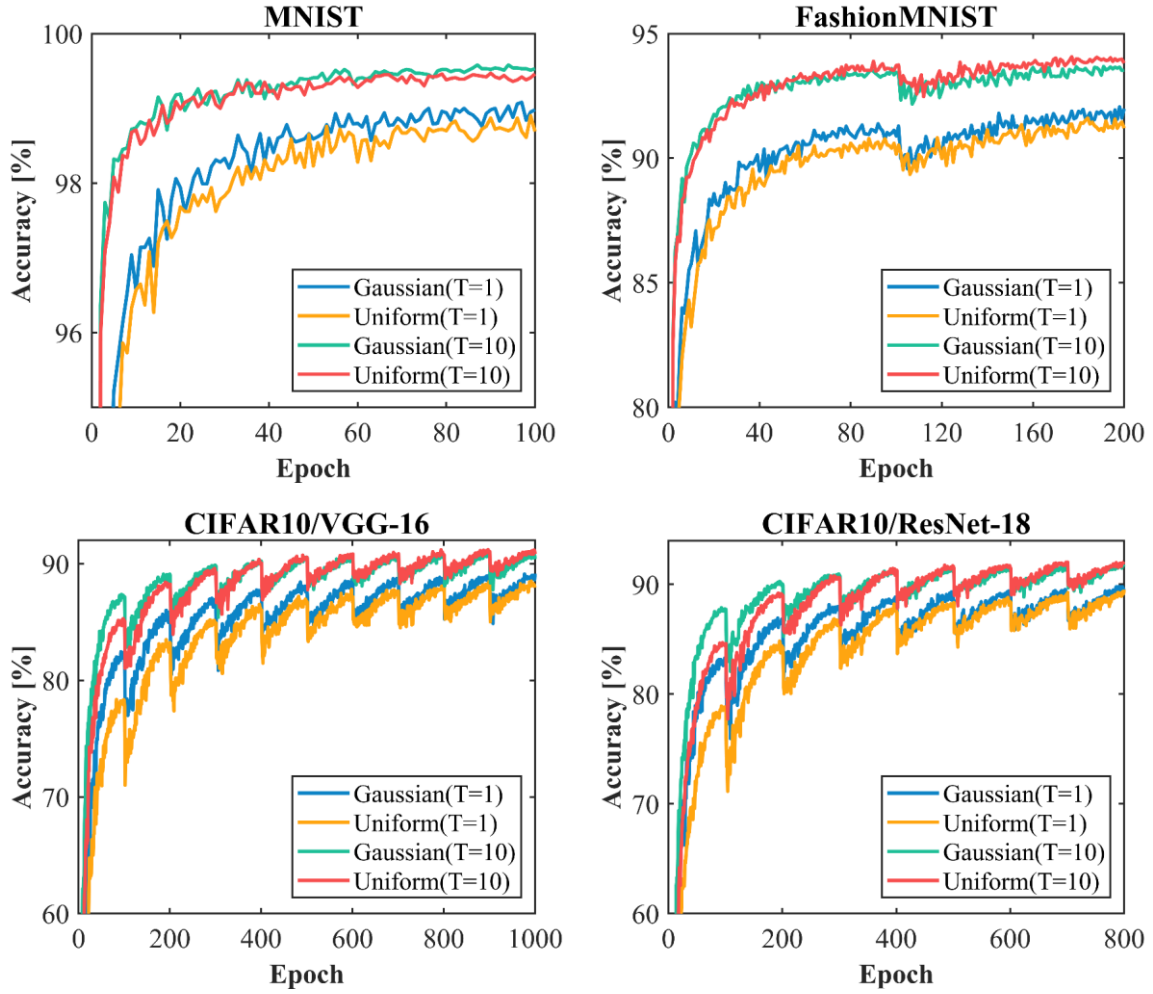 MNIST
100
98
96
Accuracy [%]
0 20 40 60 80 100
Epoch
Gaussian(T=1)
Uniform(T=1)
Gaussian(T=10)
Uniform(T=10)
FashionMNIST
95
90
85
80
Accuracy [%]
0 40 80 120 160 200
Epoch
Gaussian(T=1)
Uniform(T=1)
Gaussian(T=10)
Uniform(T=10)
CIFAR10/VGG-16
90
80
70
60
Accuracy [%]
0 200 400 600 800 1000
Epoch
Gaussian(T=1)
Uniform(T=1)
Gaussian(T=10)
Uniform(T=10)
CIFAR10/ResNet-18
90
80
70
60
Accuracy [%]
0 200 400 600 800
Epoch
Gaussian(T=1)
Uniform(T=1)
Gaussian(T=10)
Uniform(T=10)